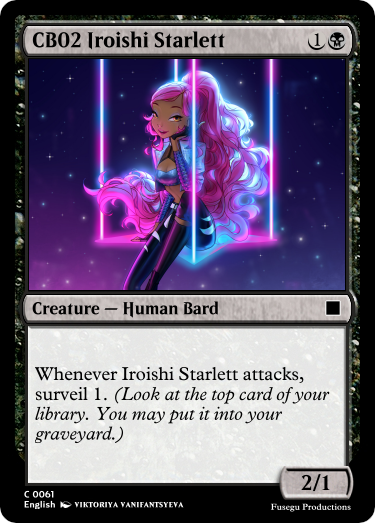 CB02 Iroishi Starlett 1
Creature — Human Bard
Whenever Iroishi Starlett attacks,
surveil 1. (Look at the top card of your
library. You may put it into your
graveyard.)
2/1
C 0061
English VIKTORIYA VANIFANTSYEVA
Fusegu Productions